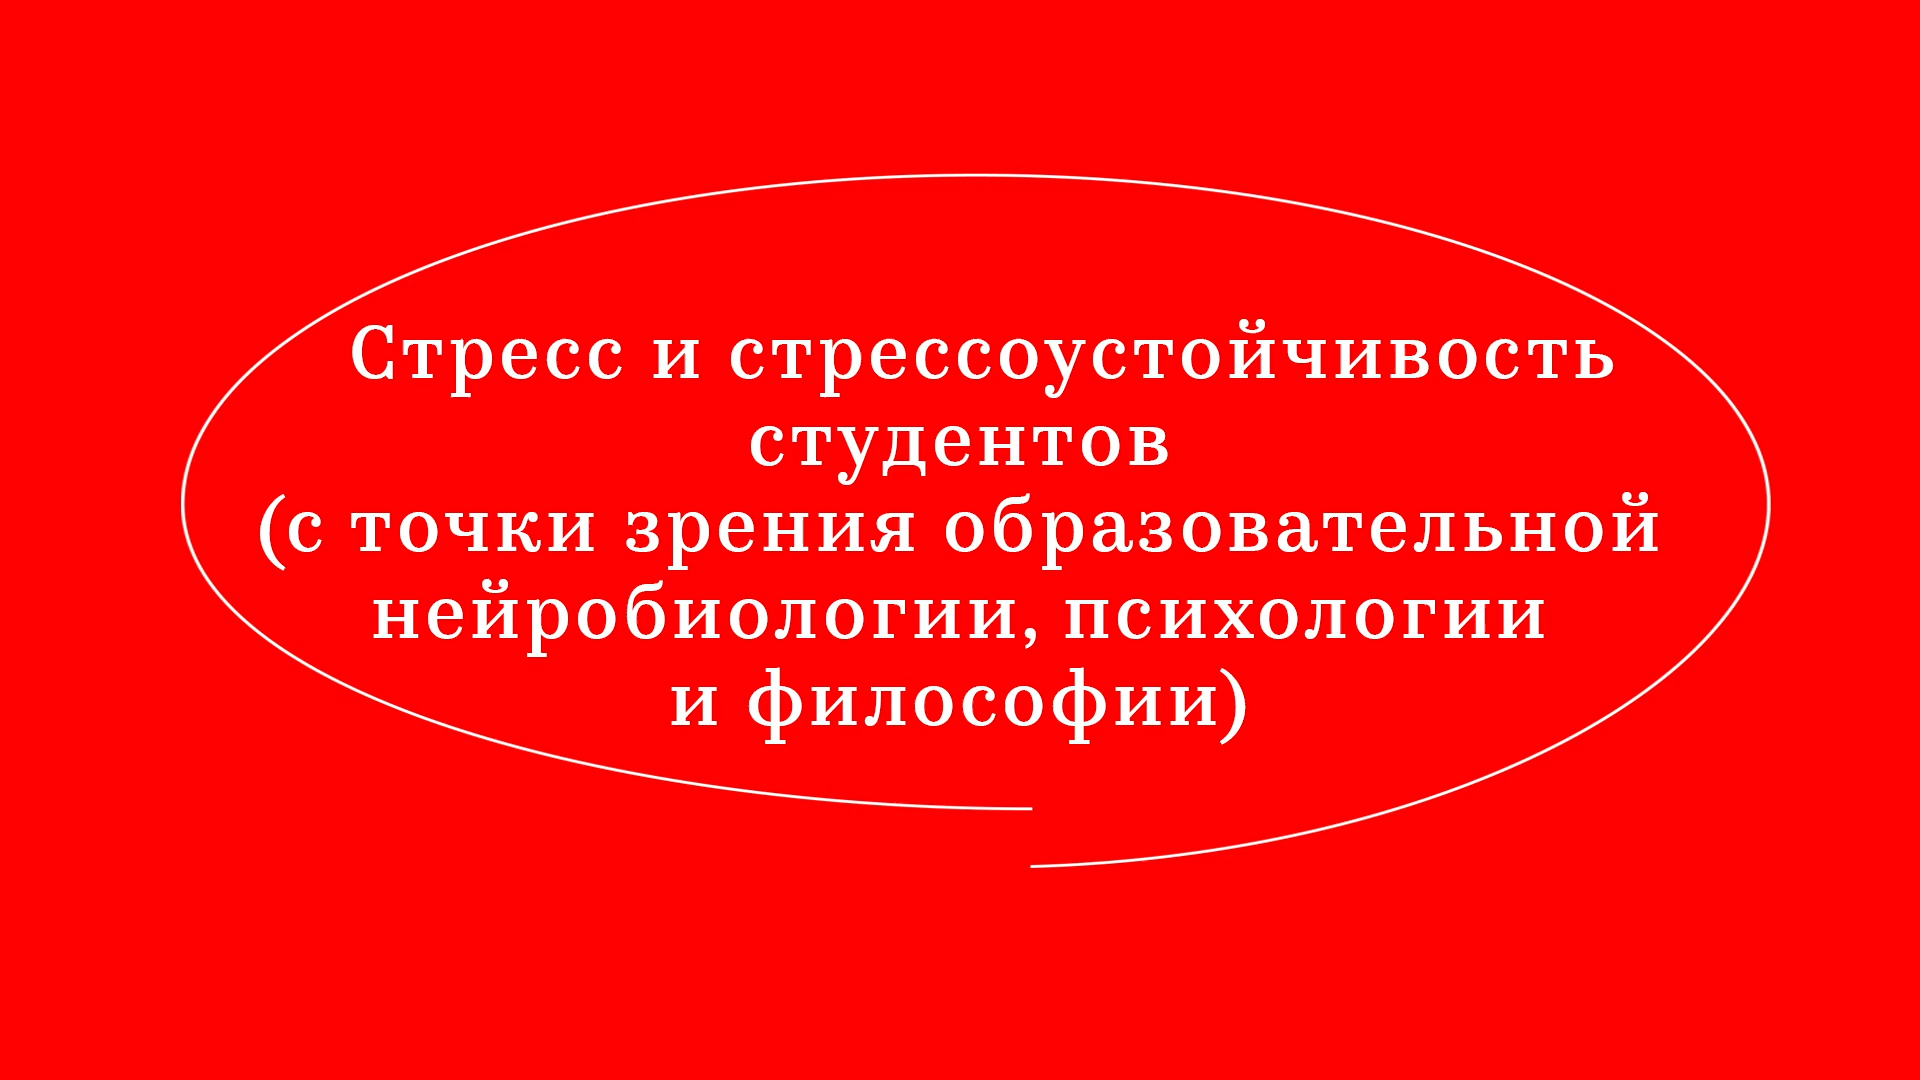 Стресс и стрессоустойчивость
студентов
(с точки зрения образовательной
нейробиологии, психологии
и философии)